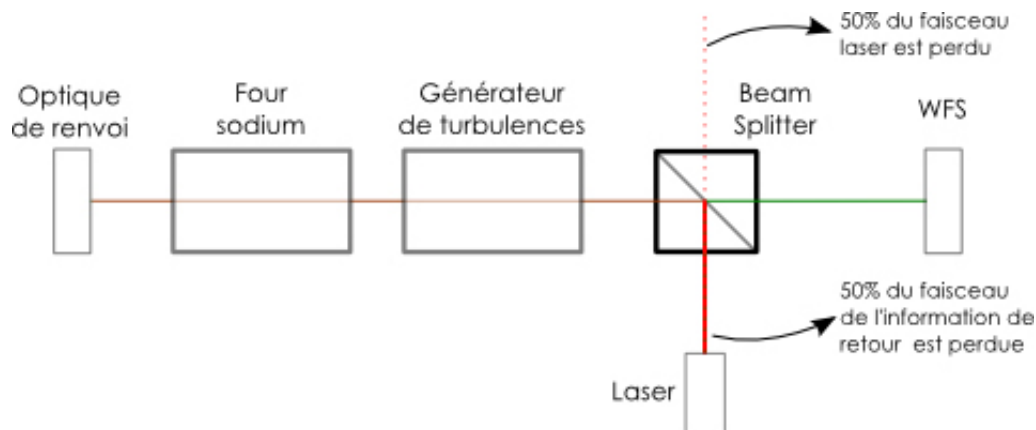 50% du faisceau
laser est perdu
Optique
de renvoi
Four
sodium
Générateur
de turbulences
Beam
Splitter
WFS
50% du faisceau
de l'information de
retour est perdue
Laser